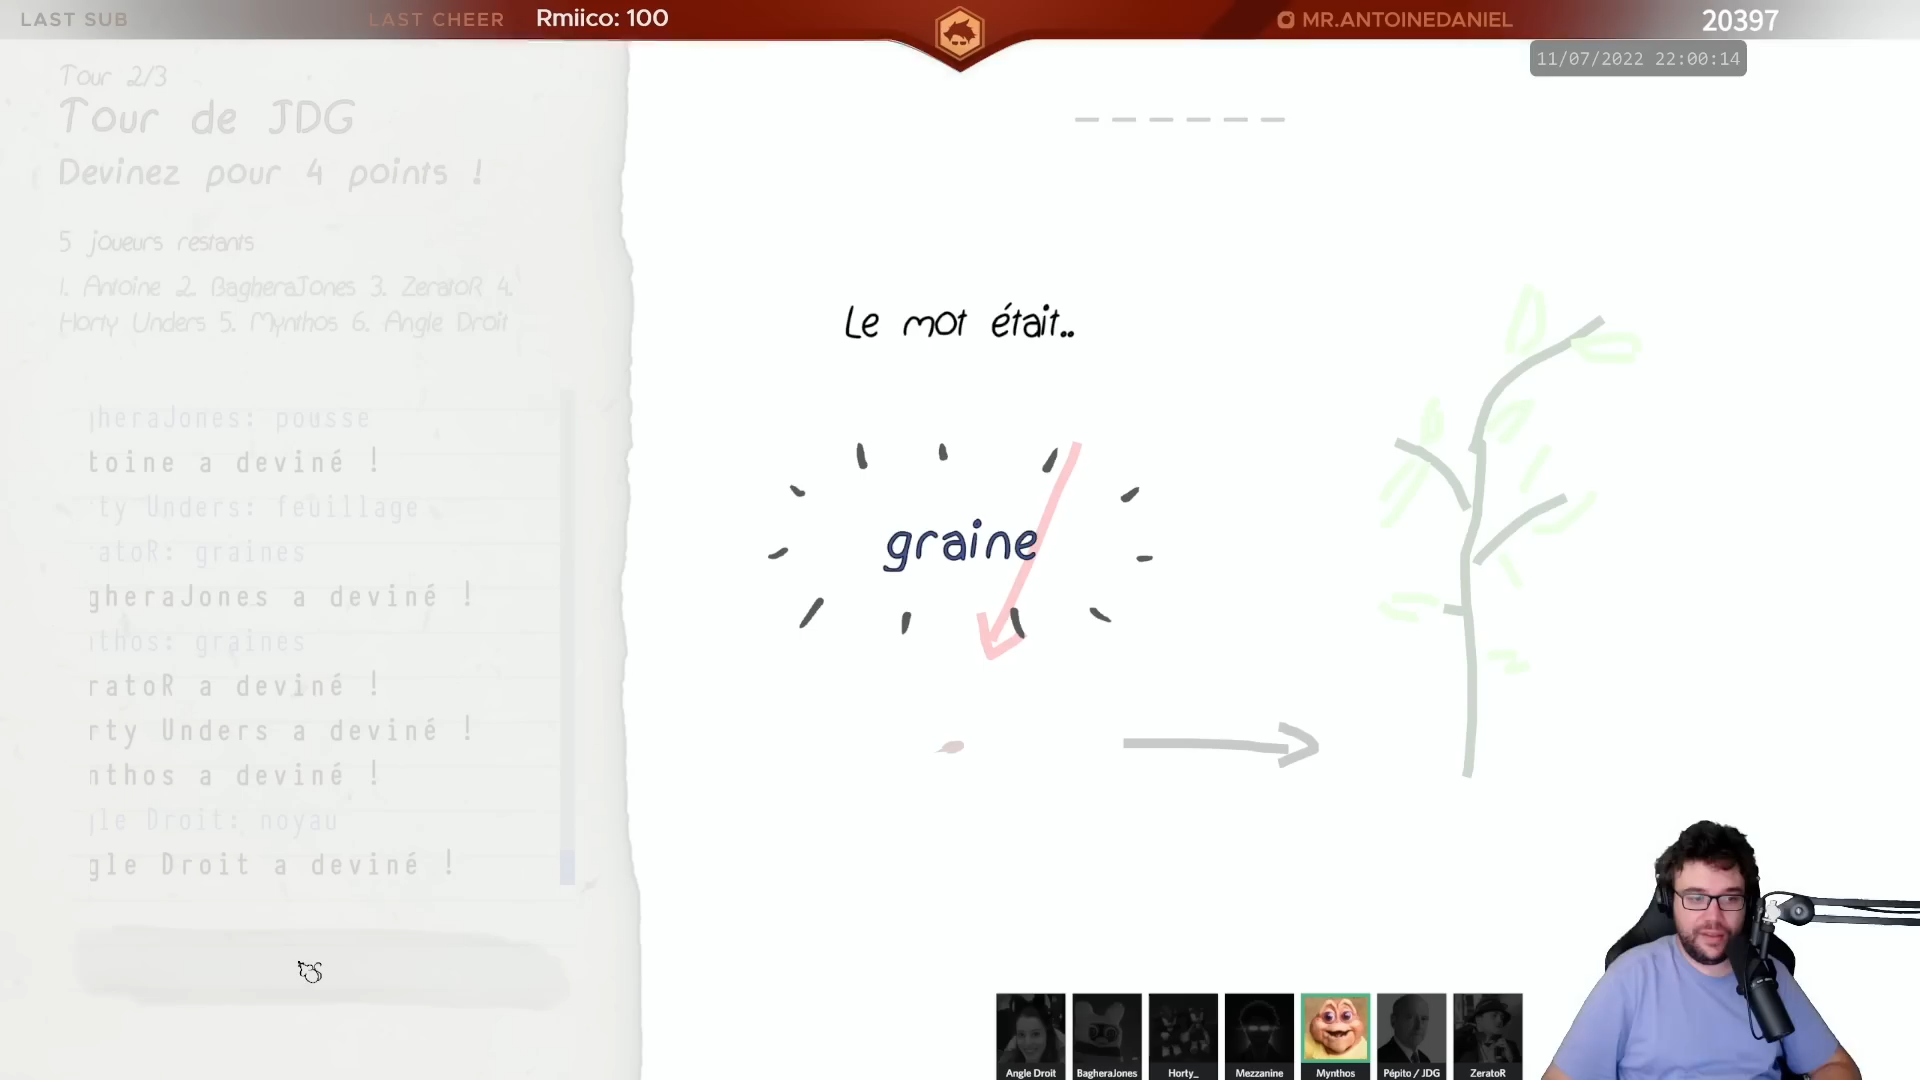 LAST SUB
LAST CHEER
Rmiico: 100
MR.ANTOINEDANIEL
20397
11/07/2022 22:00:14
Tour 2/3
Tour de JDG
Devinez pour 4 points !
5 joueurs restants
1. Antoine 2. BagheraJones 3. ZeratoR 4.
Horty Unders 5. Mynthos 6. Angle Droit
gheraJones: pousse
toine a deviné !
ty Unders: feuillage
atoR: graines
gheraJones a deviné !
nthos: graines
ratoR a deviné !
rty Unders a deviné !
nthos a deviné !
gle Droit: noyau
gle Droit a deviné !
Le mot était..
graine
Angle Droit
BagheraJones
Horty_
Mezzanine
Mynthos
Pépito / JDG
ZeratoR